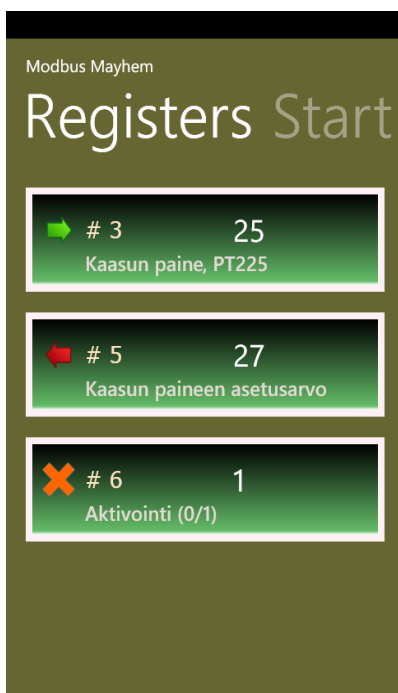 Modbus Mayhem
Registers Start
# 3 25
Kaasun paine, PT225
# 5 27
Kaasun paineen asetusarvo
# 6 1
Aktivointi (0/1)